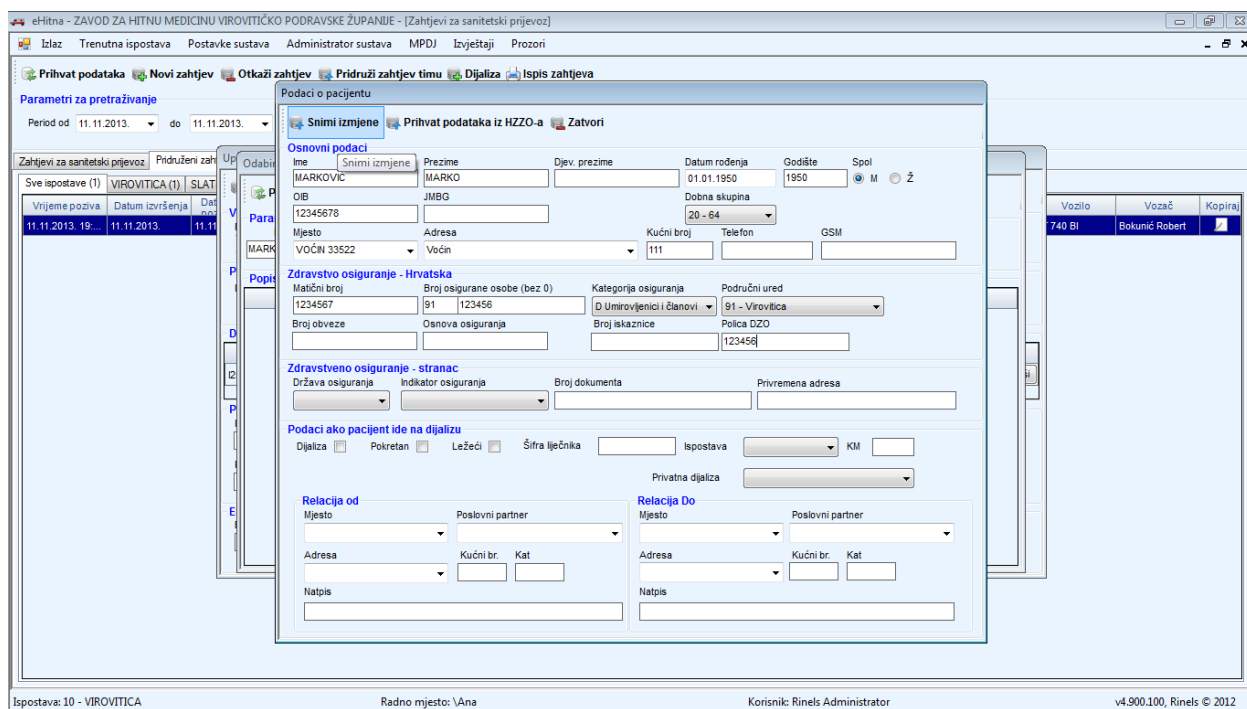 eHitna - ZAVOD ZA HITNU MEDICINU VIROVITIČKO PODRAVSKE ŽUPANIJE - [Zahtjevi za sanitetski prijevoz]
Izlaz Trenutna ispostava Postavke sustava Administrator sustava MPDJ Izvještaji Prozori
Prihvat podataka Novi zahtjev Otkaži zahtjev Pridruži zahtjev timu Dijaliza Ispis zahtjeva
Parametri za pretraživanje
Period od 11.11.2013. do 11.11.2013.
Zahtjevi za sanitetski prijevoz Pridruženi zah
Sve ispostave (1) VIROVITICA (1) SLAT
Vrijeme poziva Datum izvršenja Dat
11.11.2013. 19:... 11.11.2013. 11.11
Up
Odabir
Para
MARK
Popis
Vozilo Vozač Kopiraj
740 BI Bokunić Robert
Podaci o pacijentu
Snimi izmjene Prihvat podataka iz HZZO-a Zatvori
Osnovni podaci
Snimi izmjene
Ime Prezime Djev. prezime Datum rođenja Godište Spol
MARKOVIC MARKO 01.01.1950 1950 M Ž
OIB JMBG Dobna skupina
12345678 20 - 64
Mjesto Adresa Kućni broj Telefon GSM
VOĆIN 33522 Voćin 111
Zdravstvo osiguranje - Hrvatska
Matični broj Broj osigurane osobe (bez 0) Kategorija osiguranja Područni ured
1234567 91 123456 D Umirovljenici i članovi 91 - Virovitica
Broj obveze Osnova osiguranja Broj iskaznice Polica DZO
123456
Zdravstveno osiguranje - stranac
Država osiguranja Indikator osiguranja Broj dokumenta Privremena adresa
Podaci ako pacijent ide na dijalizu
Dijaliza Pokretan Ležeći Šifra liječnika Ispostava KM
Privatna dijaliza
Relacija od Relacija Do
Mjesto Poslovni partner Mjesto Poslovni partner
Adresa Kućni br. Kat Adresa Kućni br. Kat
Natpis Natpis
Ispostava: 10 - VIROVITICA Radno mjesto: \Ana Korisnik: Rinels Administrator v4.900.100, Rinels © 2012